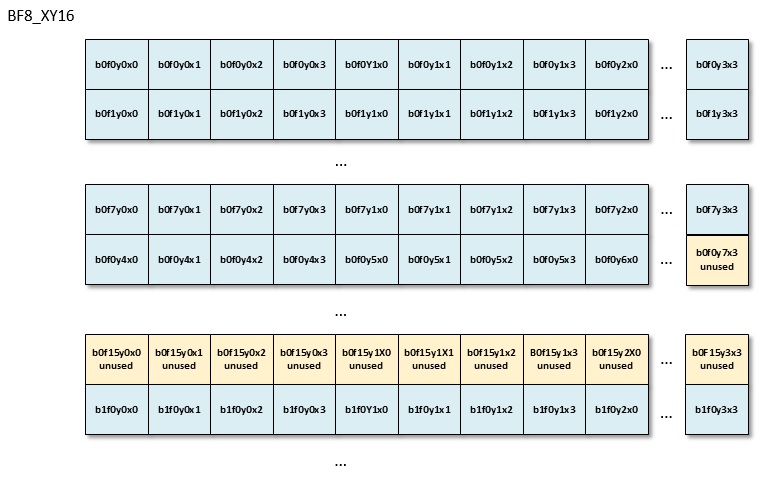 BF8_XY16
b0f0y0x0 b0f0y0x1 b0f0y0x2 b0f0y0x3 b0f0Y1x0 b0f0y1x1 b0f0y1x2 b0f0y1x3 b0f0y2x0 ... b0f0y3x3
b0f1y0x0 b0f1y0x1 b0f1y0x2 b0f1y0x3 b0f1y1x0 b0f1y1x1 b0f1y1x2 b0f1y1x3 b0f1y2x0 ... b0f1y3x3
...
b0f7y0x0 b0f7y0x1 b0f7y0x2 b0f7y0x3 b0f7y1x0 b0f7y1x1 b0f7y1x2 b0f7y1x3 b0f7y2x0 ... b0f7y3x3
b0f0y4x0 b0f0y4x1 b0f0y4x2 b0f0y4x3 b0f0y5x0 b0f0y5x1 b0f0y5x2 b0f0y5x3 b0f0y6x0 ... b0f0y7x3
unused
...
b0f15y0x0 b0f15y0x1 b0f15y0x2 b0f15y0x3 b0f15y1X0 b0f15y1X1 b0f15y1x2 B0f15y1x3 b0f15y2X0 ... b0F15y3x3
unused unused unused unused unused unused unused unused unused unused
b1f0y0x0 b1f0y0x1 b1f0y0x2 b1f0y0x3 b1f0Y1x0 b1f0y1x1 b1f0y1x2 b1f0y1x3 b1f0y2x0 ... b1f0y3x3
...